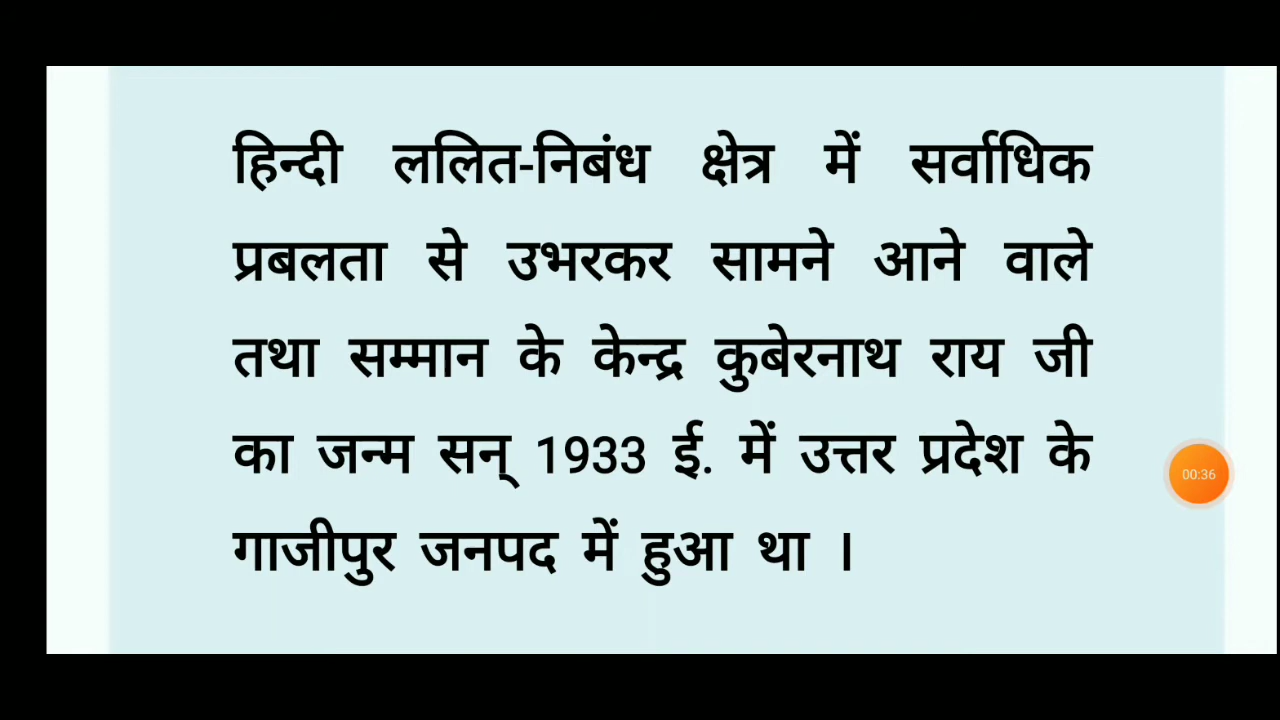 हिन्दी ललित-निबंध क्षेत्र में सर्वाधिक
प्रबलता से उभरकर सामने आने वाले
तथा सम्मान के केन्द्र कुबेरनाथ राय जी
का जन्म सन् 1933 ई. में उत्तर प्रदेश के
गाजीपुर जनपद में हुआ था ।
00:36